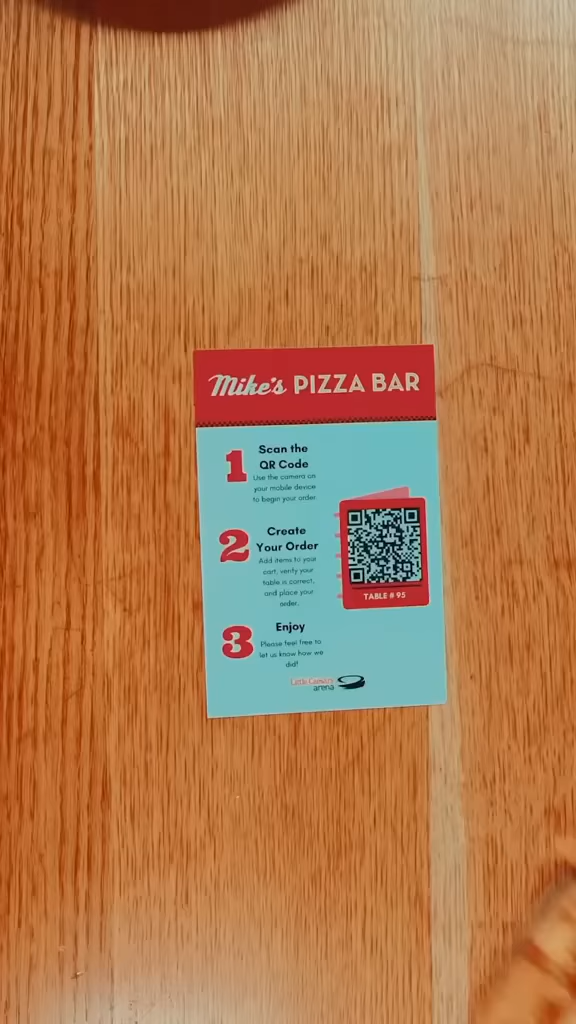 Mike's PIZZA BAR
1
Scan the
QR Code
Use the camera on
your mobile device
to begin your order.
2
Create
Your Order
Add items to your
cart, verify your
table is correct,
and place your
order.
TABLE # 95
3
Enjoy
Please feel free to
let us know how we
did!
Little Caesars
arena